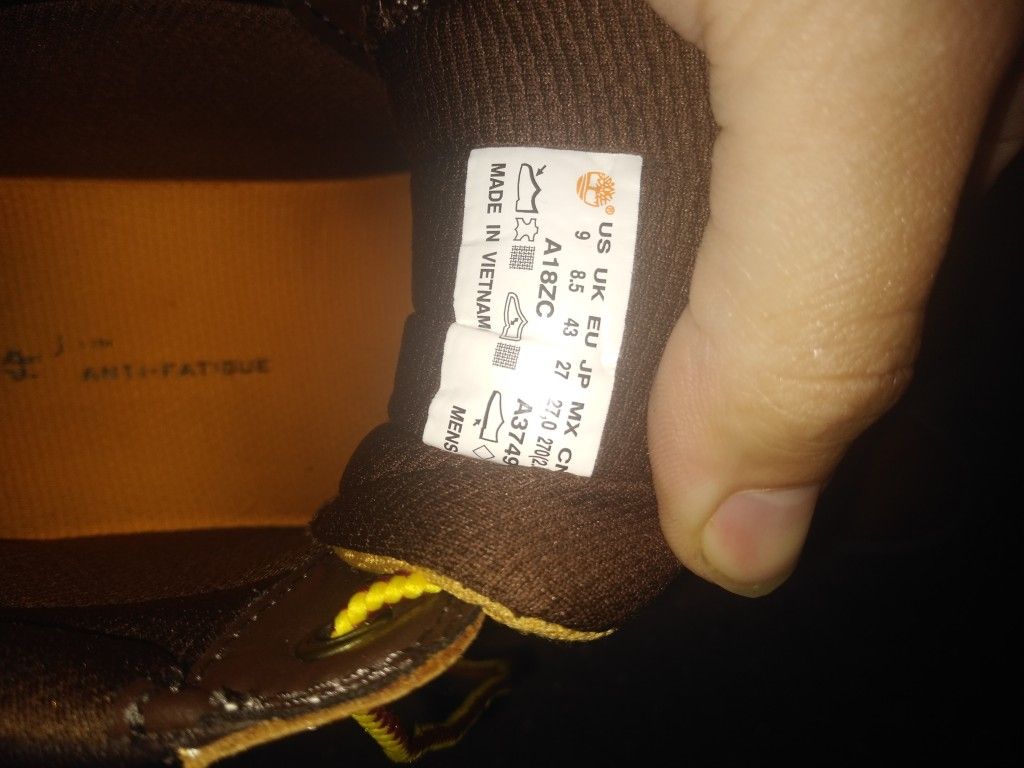 US UK EU JP MX CN
9 8.5 43 27 27,0 270(2.
A18ZC A3749
MADE IN VIETNAM MENS
ANTI-FATIGUE